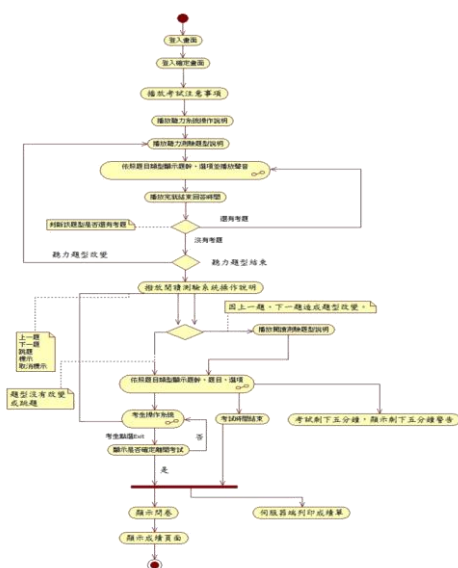 登入畫面
登入確定畫面
播放考試注意事項
播放聽力系統操作說明
播放聽力測驗題型說明
依照題目類型顯示題幹、選項並播放聲音
播放完就結束回答時間
判斷該題型是否還有考題
還有考題
沒有考題
聽力題型改變
聽力題型結束
撥放閱讀測驗系統操作說明
因上一題、下一題造成題型改變。
上一題
下一題
跳題
標示
取消標示
播放閱讀測驗題型說明
題型沒有改變
或跳題
依照題目類型顯示題幹、題目、選項
考生操作系統
考試時間結束
考試剩下五分鐘，顯示剩下五分鐘警告
考生點選Exit
否
顯示是否確定離開考試
是
顯示問卷
伺服器端列印成績單
顯示成績頁面